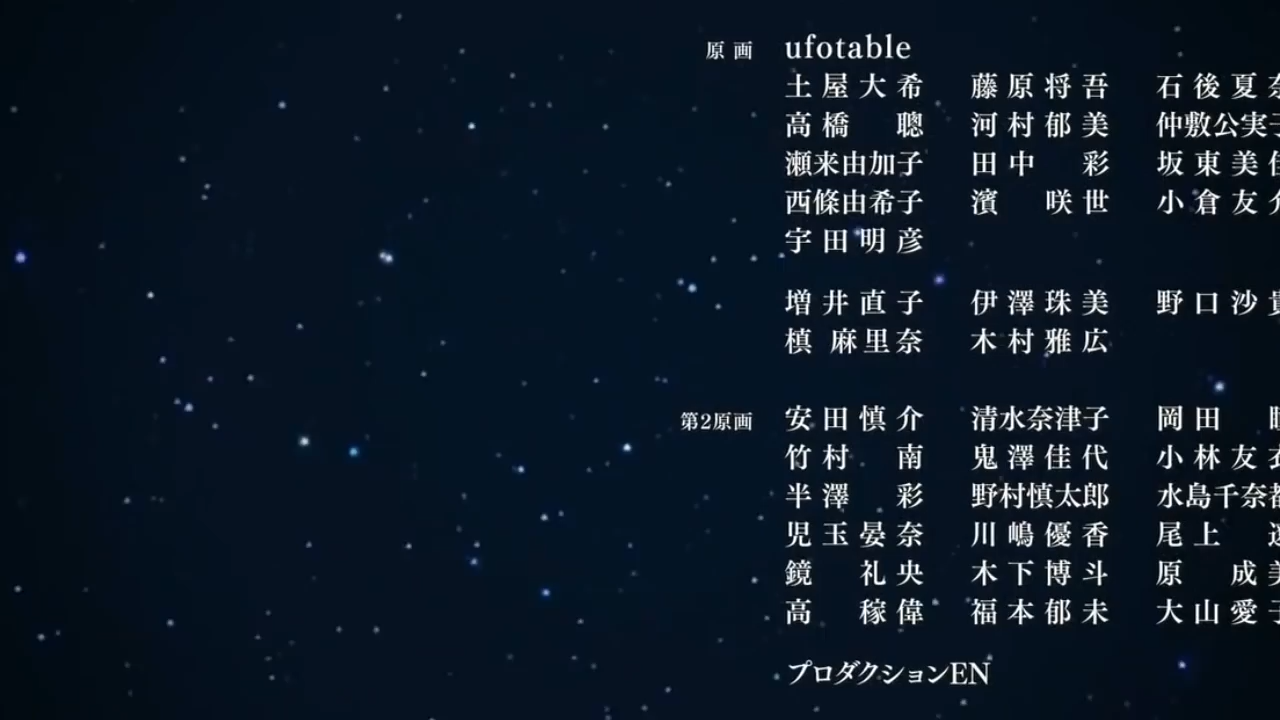 原画 ufotable
土屋大希 藤原将吾 石後夏
高橋 聰 河村郁美 仲敷公実子
瀬来由加子 田中 彩 坂東美
西條由希子 濱 咲世 小倉友介
宇田明彦
増井直子 伊澤珠美 野口沙
槙 麻里奈 木村雅広
第2原画 安田慎介 清水奈津子 岡田
竹村 南 鬼澤佳代 小林友
半澤 彩 野村慎太郎 水島千奈都
児玉晏奈 川嶋優香 尾上
鏡 礼央 木下博斗 原 成美
高 稼偉 福本郁未 大山愛子
プロダクションEN